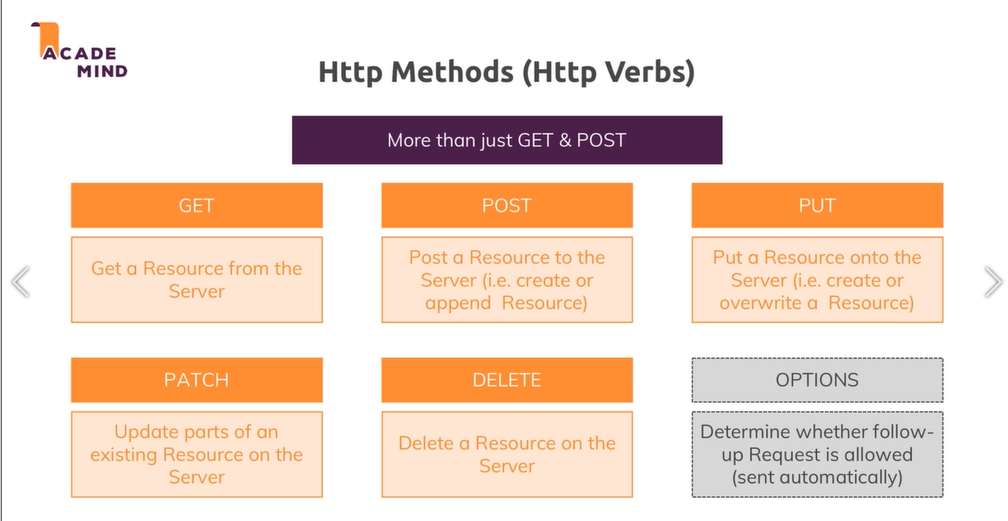 ACADE
MIND
Http Methods (Http Verbs)
More than just GET & POST
GET
Get a Resource from the
Server
POST
Post a Resource to the
Server (i.e. create or
append Resource)
PUT
Put a Resource onto the
Server (i.e. create or
overwrite a Resource)
PATCH
Update parts of an
existing Resource on the
Server
DELETE
Delete a Resource on the
Server
OPTIONS
Determine whether follow-
up Request is allowed
(sent automatically)